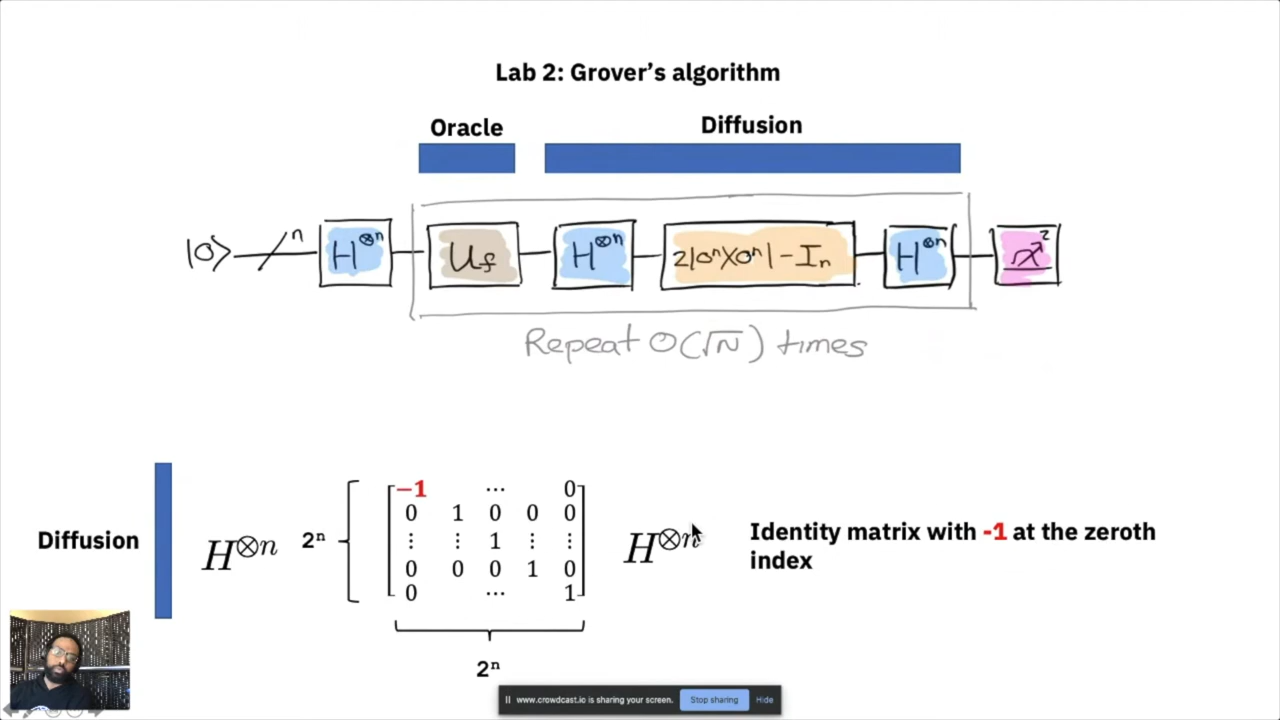 Lab 2: Grover's algorithm
Oracle
Diffusion
|0⟩ n H⊗n U_f H⊗n 2|0ⁿ⟩⟨0ⁿ|-I_n H⊗n
Repeat O(√N) times
Diffusion
H⊗n
2ⁿ
−1 ⋯ 0
0 1 0 0 0
⋮ ⋮ 1 ⋮ ⋮
0 0 0 1 0
0 ⋯ 1
2ⁿ
H⊗n
Identity matrix with -1 at the zeroth
index
www.crowdcast.io is sharing your screen. Stop sharing Hide